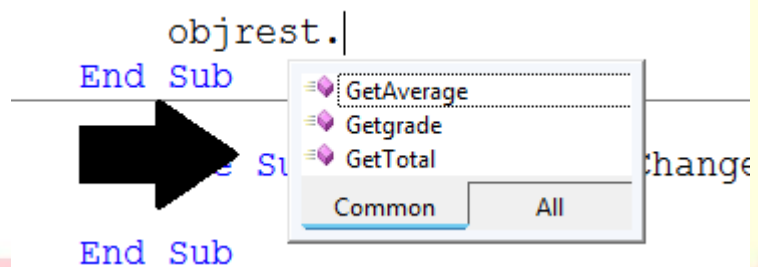 objrest.
End Sub
GetAverage
Getgrade
GetTotal
Change
Common All
End Sub